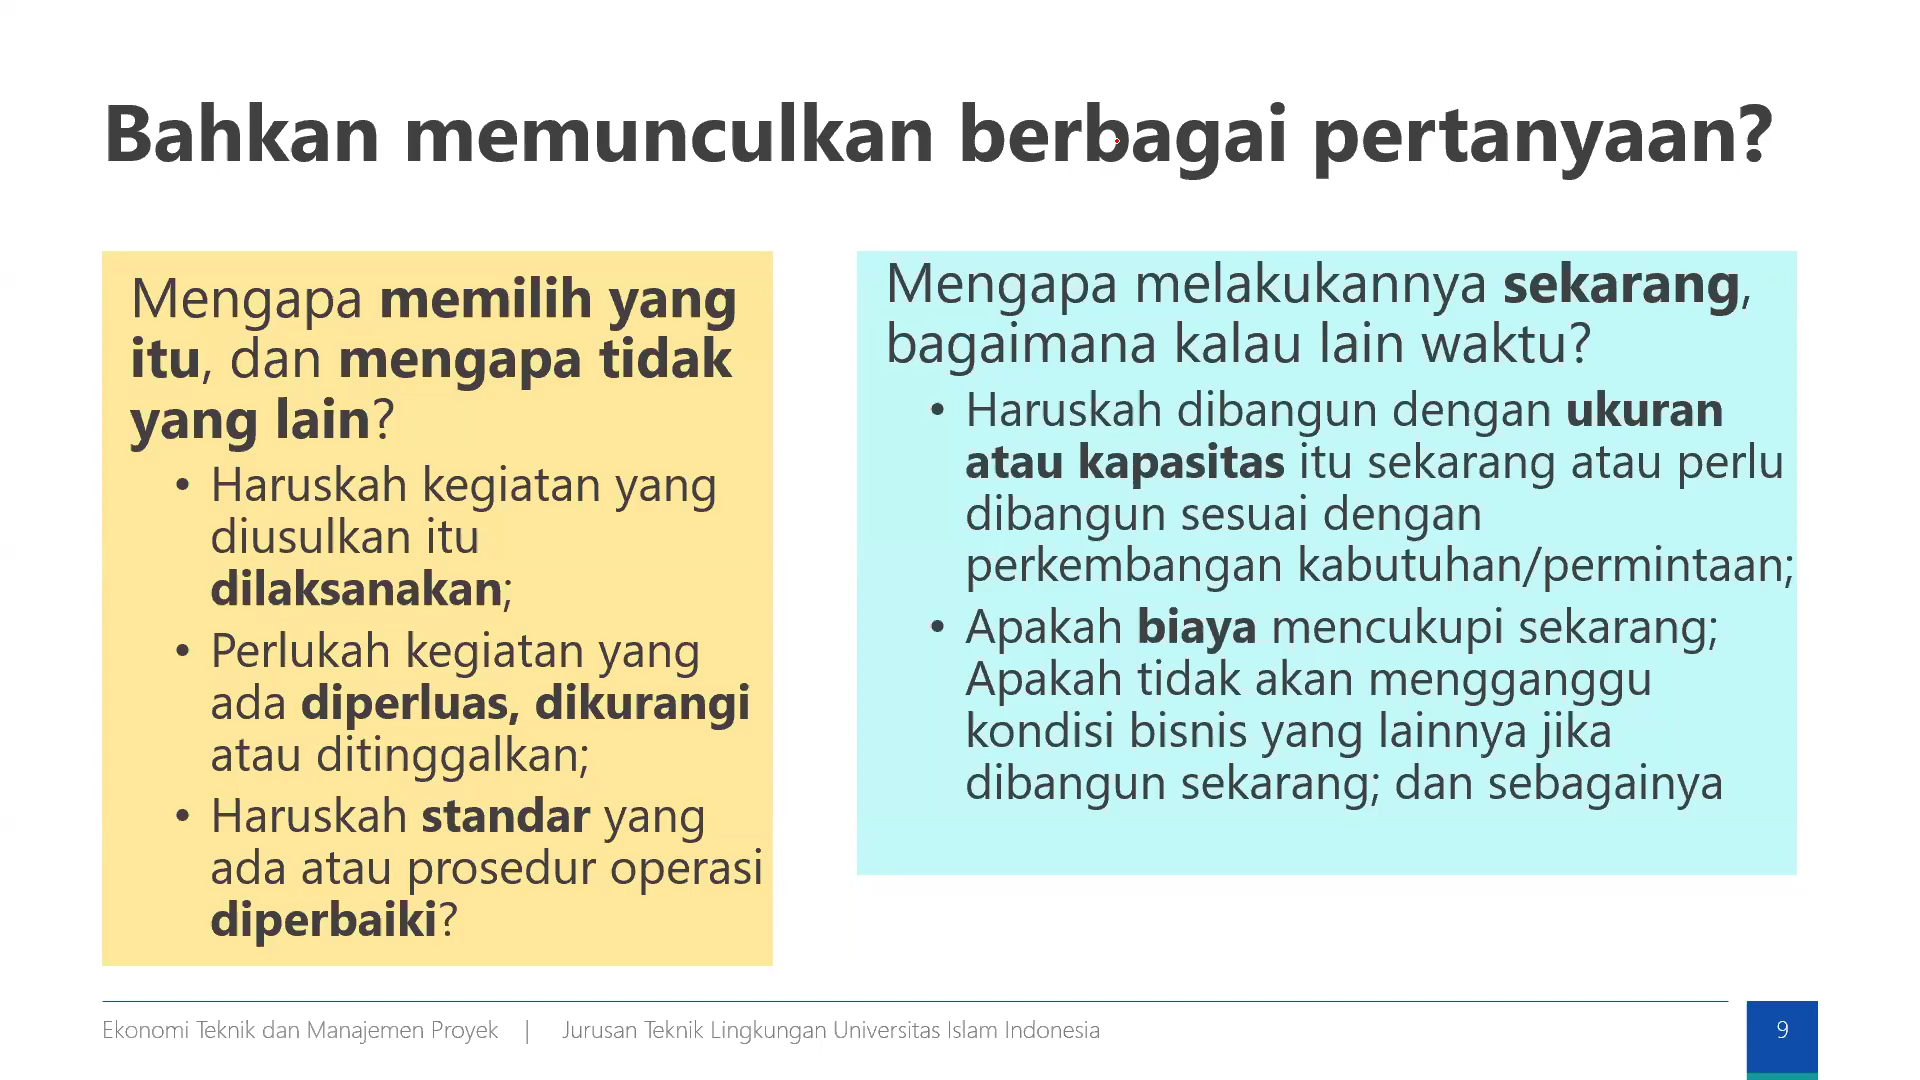 Bahkan memunculkan berbagai pertanyaan?
Mengapa memilih yang
itu, dan mengapa tidak
yang lain?
• Haruskah kegiatan yang
diusulkan itu
dilaksanakan;
• Perlukah kegiatan yang
ada diperluas, dikurangi
atau ditinggalkan;
• Haruskah standar yang
ada atau prosedur operasi
diperbaiki?
Mengapa melakukannya sekarang,
bagaimana kalau lain waktu?
• Haruskah dibangun dengan ukuran
atau kapasitas itu sekarang atau perlu
dibangun sesuai dengan
perkembangan kabutuhan/permintaan;
• Apakah biaya mencukupi sekarang;
Apakah tidak akan mengganggu
kondisi bisnis yang lainnya jika
dibangun sekarang; dan sebagainya
Ekonomi Teknik dan Manajemen Proyek | Jurusan Teknik Lingkungan Universitas Islam Indonesia
9